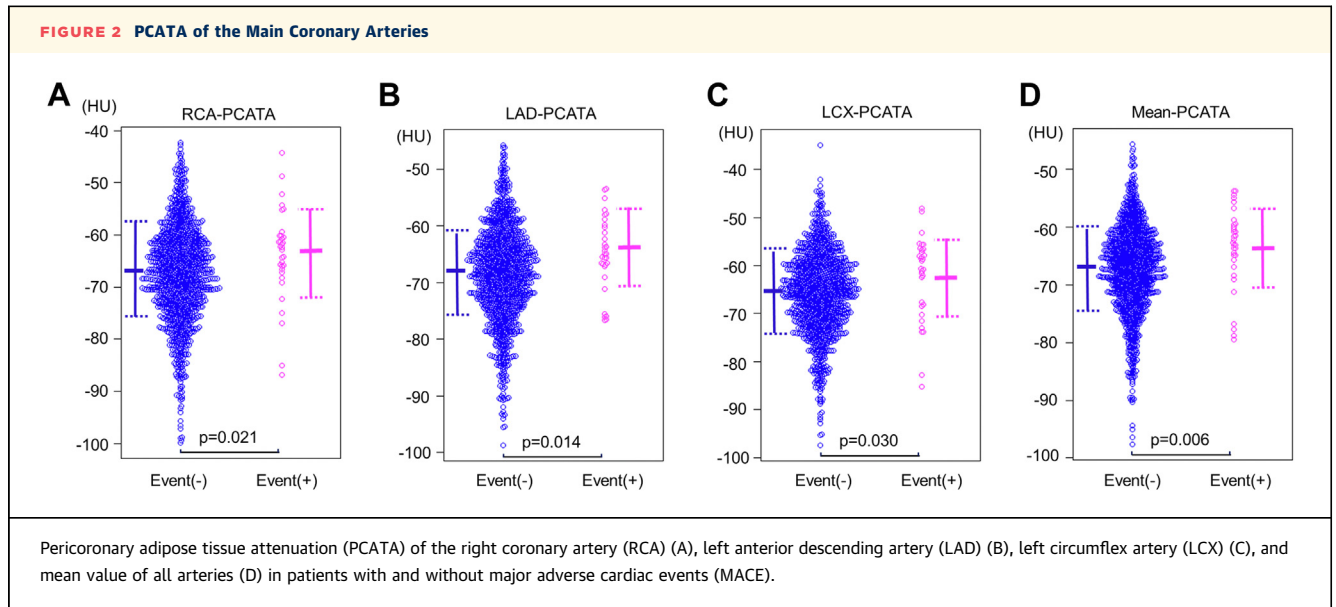 FIGURE 2 PCATA of the Main Coronary Arteries
A
(HU)
RCA-PCATA
-40
-50
-60
-70
-80
-90
-100
p=0.021
Event(-) Event(+)
B
(HU)
LAD-PCATA
-50
-60
-70
-80
-90
-100
p=0.014
Event(-) Event(+)
C
(HU)
LCX-PCATA
-40
-50
-60
-70
-80
-90
-100
p=0.030
Event(-) Event(+)
D
(HU)
Mean-PCATA
-50
-60
-70
-80
-90
-100
p=0.006
Event(-) Event(+)
Pericoronary adipose tissue attenuation (PCATA) of the right coronary artery (RCA) (A), left anterior descending artery (LAD) (B), left circumflex artery (LCX) (C), and
mean value of all arteries (D) in patients with and without major adverse cardiac events (MACE).